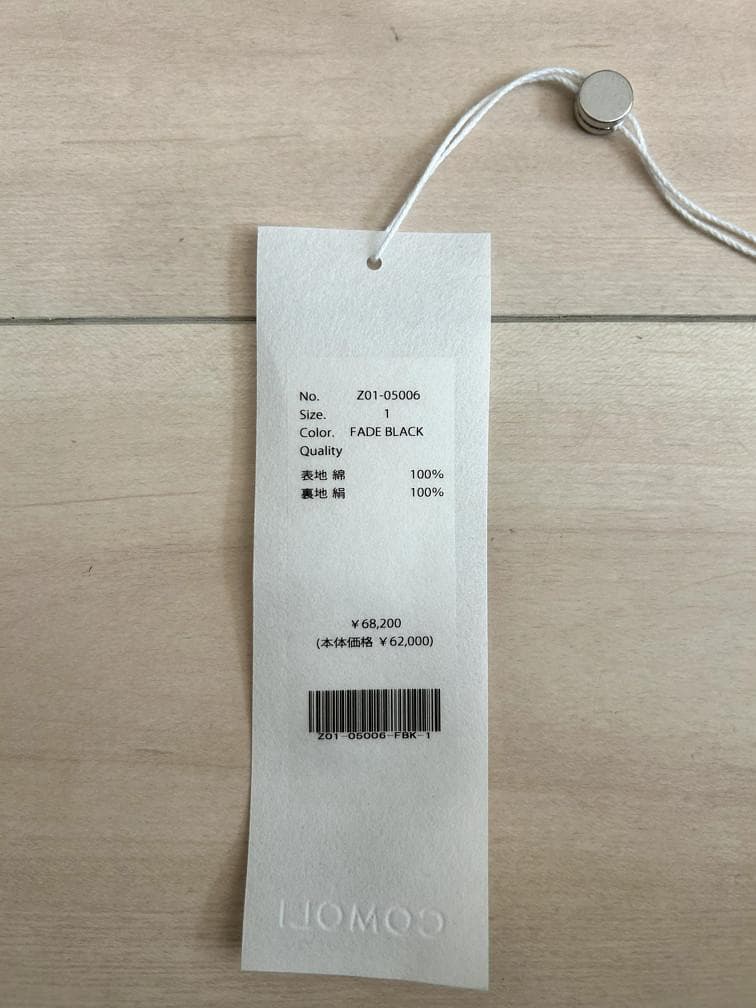 No. Z01-05006
Size. 1
Color. FADE BLACK
Quality
表地 綿 100%
裏地 絹 100%
¥68,200
(本体価格 ¥62,000)
Z01-05006-FBK-1
COMOLI